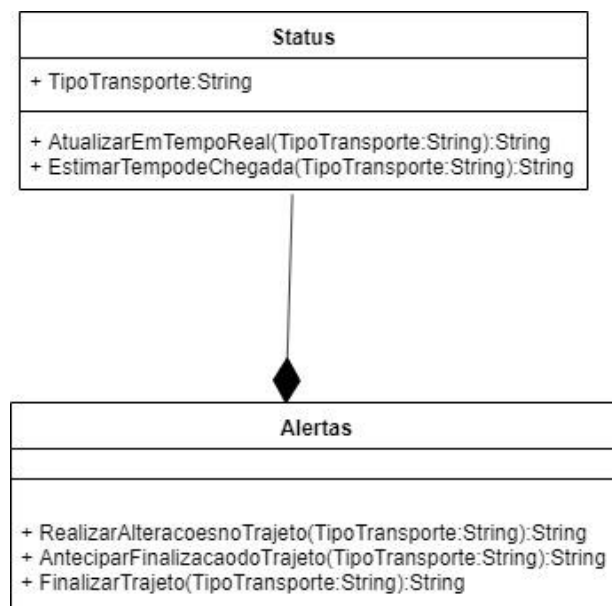 Status
+ TipoTransporte:String
+ AtualizarEmTempoReal(TipoTransporte:String):String
+ EstimarTempodeChegada(TipoTransporte:String):String
Alertas
+ RealizarAlteracoesnoTrajeto(TipoTransporte:String):String
+ AnteciparFinalizacaodoTrajeto(TipoTransporte:String):String
+ FinalizarTrajeto(TipoTransporte:String):String